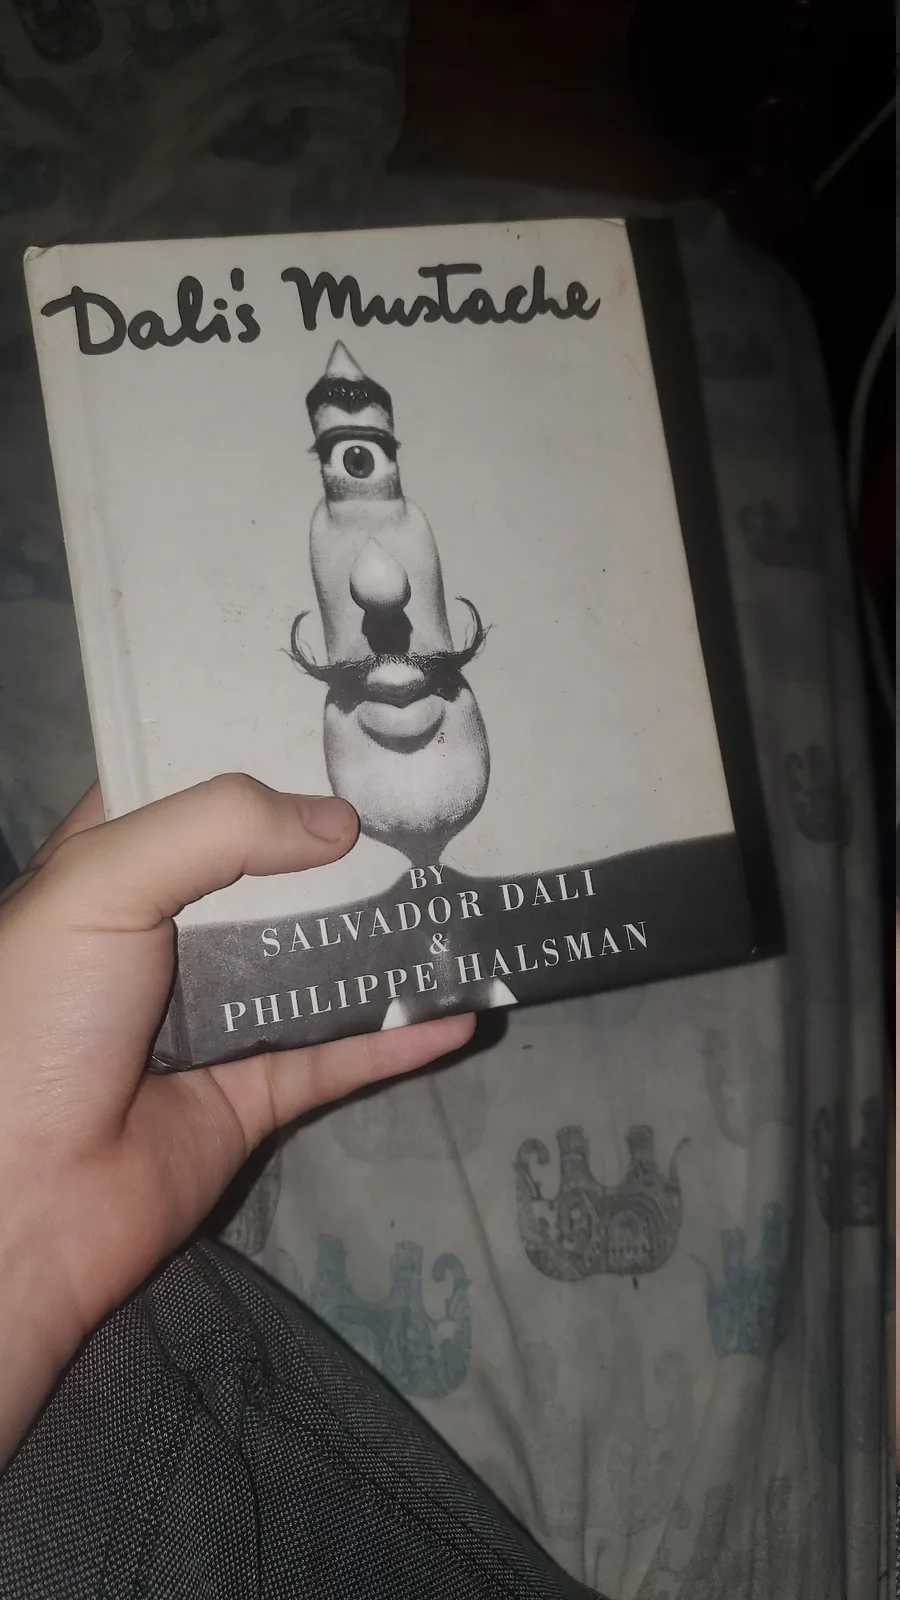 Dali's Mustache
BY
SALVADOR DALI
&
PHILIPPE HALSMAN